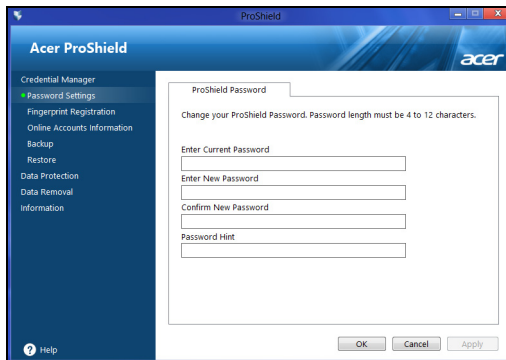 ProShield
Acer ProShield
acer
Credential Manager
Password Settings
Fingerprint Registration
Online Accounts Information
Backup
Restore
Data Protection
Data Removal
Information
ProShield Password
Change your ProShield Password. Password length must be 4 to 12 characters.
Enter Current Password
Enter New Password
Confirm New Password
Password Hint
? Help
OK
Cancel
Apply